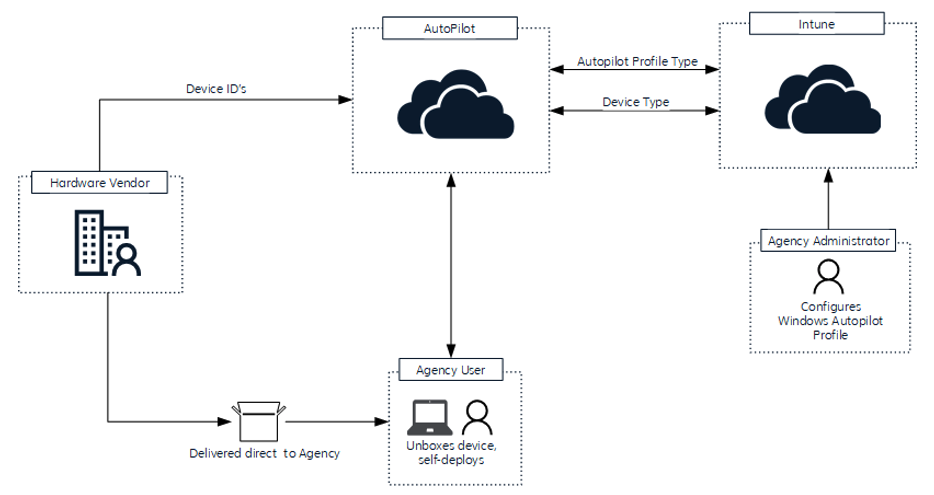 AutoPilot
Intune
Autopilot Profile Type
Device ID's
Device Type
Hardware Vendor
Agency Administrator
Configures
Windows Autopilot
Profile
Agency User
Unboxes device,
self-deploys
Delivered direct to Agency